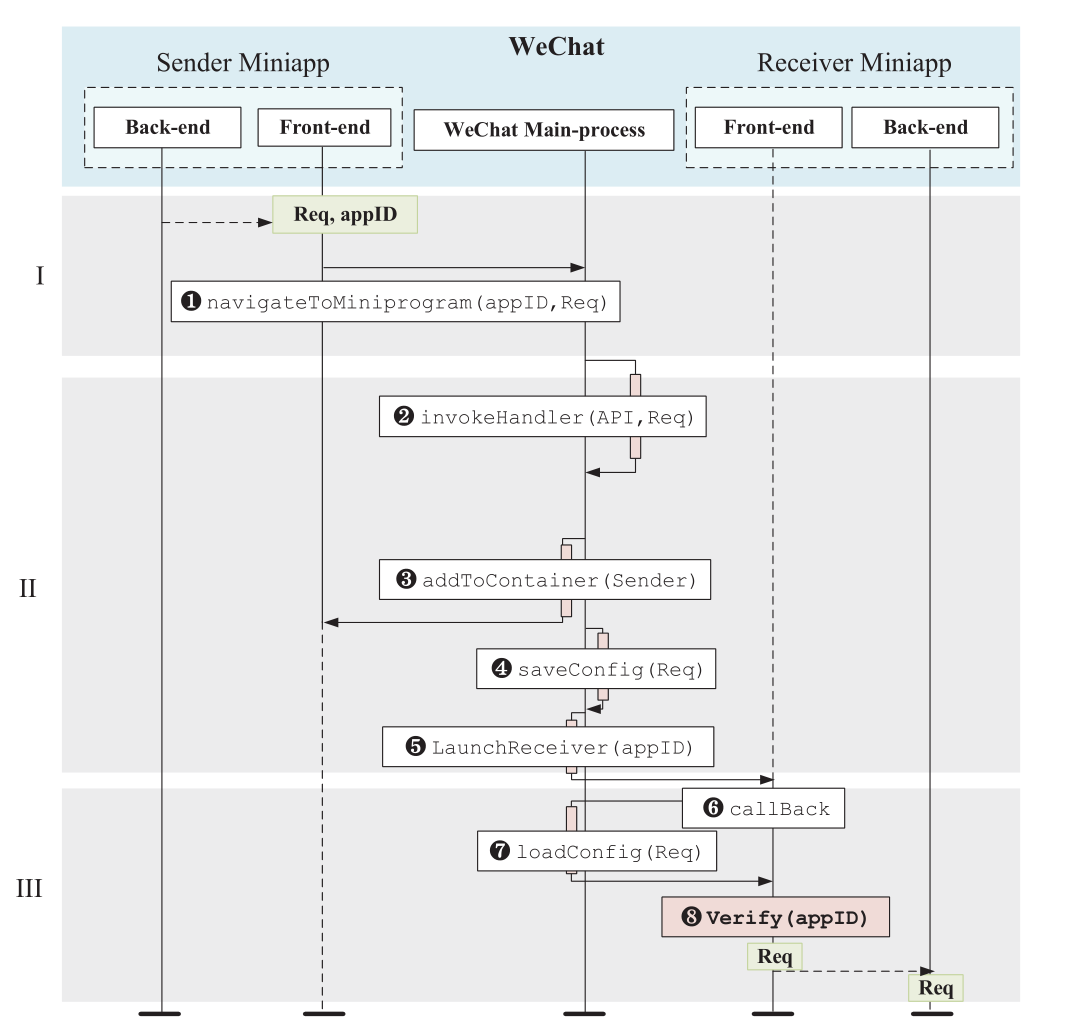 WeChat
Sender Miniapp
Receiver Miniapp
Back-end
Front-end
WeChat Main-process
Front-end
Back-end
Req, appID
I
❶ navigateToMiniprogram(appID,Req)
❷ invokeHandler(API,Req)
II
❸ addToContainer(Sender)
❹ saveConfig(Req)
❺ LaunchReceiver(appID)
❻ callBack
❼ loadConfig(Req)
III
❽ Verify(appID)
Req
Req